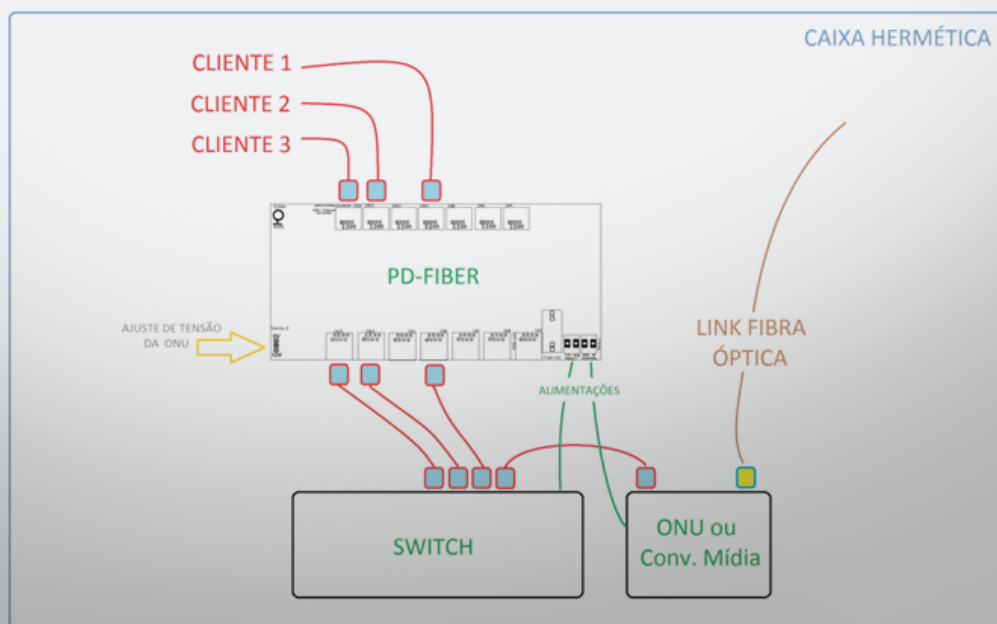 CAIXA HERMÉTICA
CLIENTE 1
CLIENTE 2
CLIENTE 3
PD-FIBER
AJUSTE DE TENSÃO
DA ONU
12V
LINK FIBRA
ÓPTICA
ALIMENTAÇÕES
SWITCH
ONU ou
Conv. Mídia